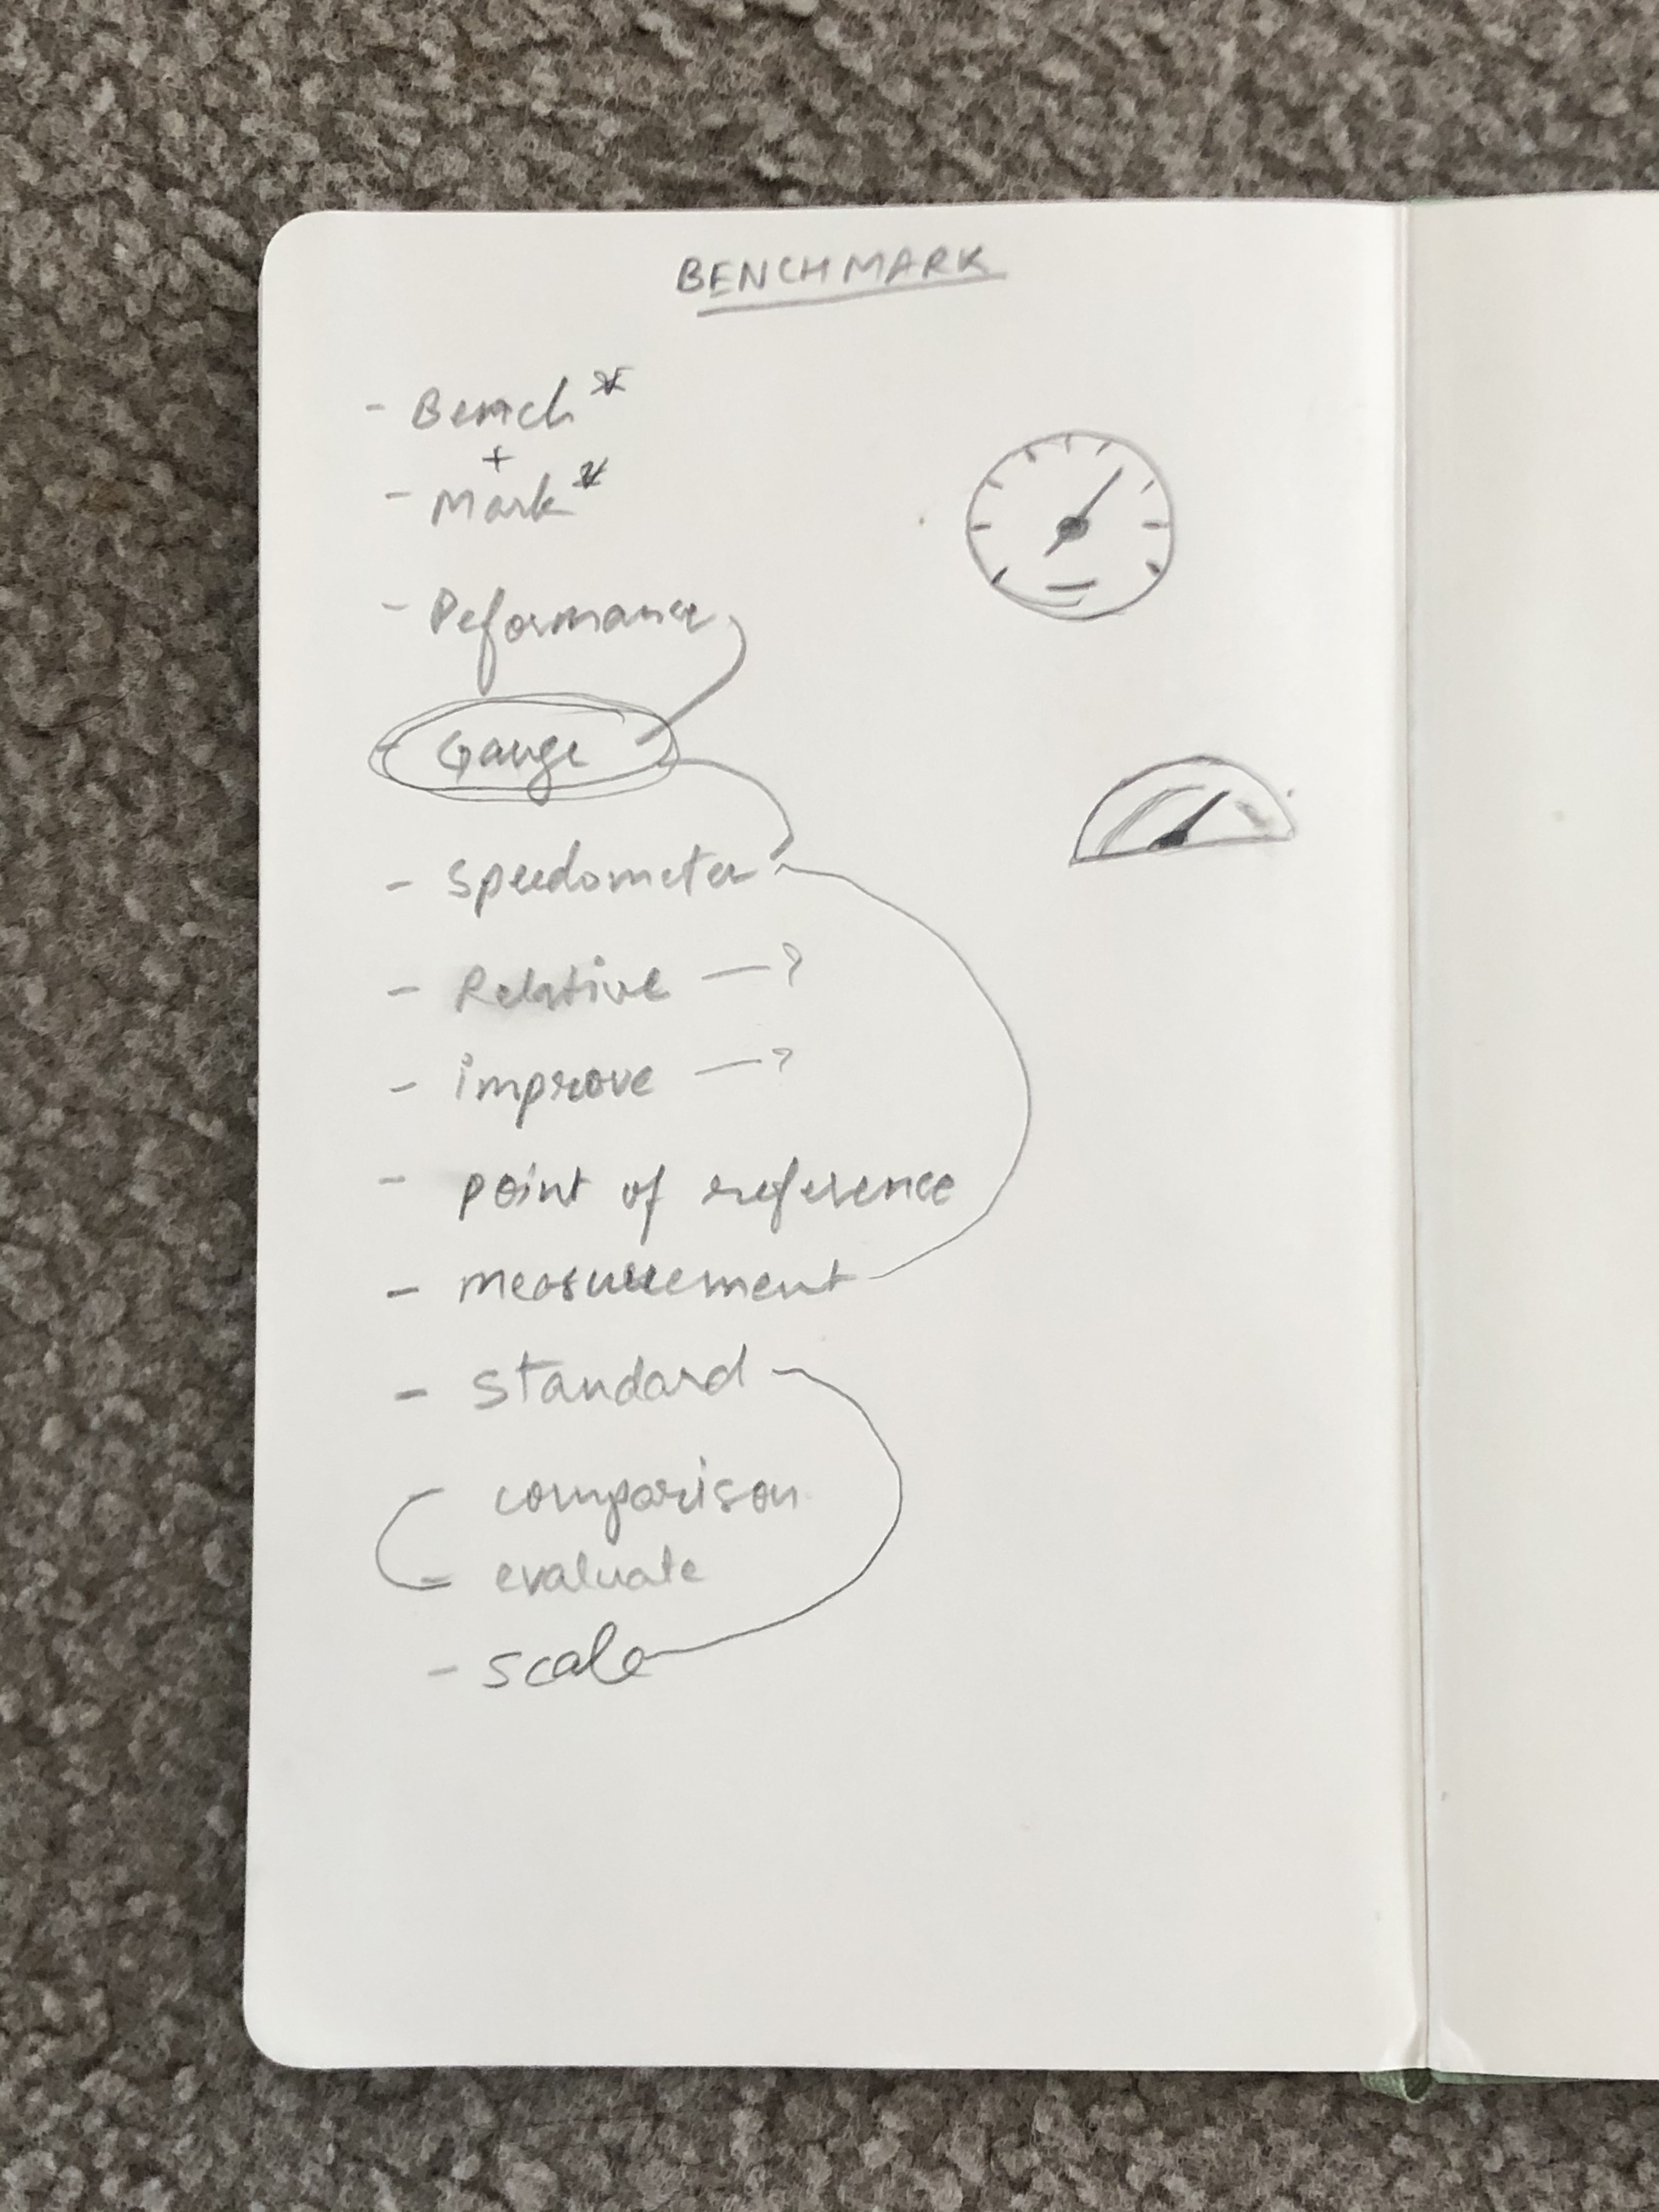 BENCHMARK
- Bench *
+
- Mark *
- Peformance
- Gauge
- speedometer
- Relative —?
- improve —?
- point of reference
- measurement
- standard
- comparison
- evaluate
- scale